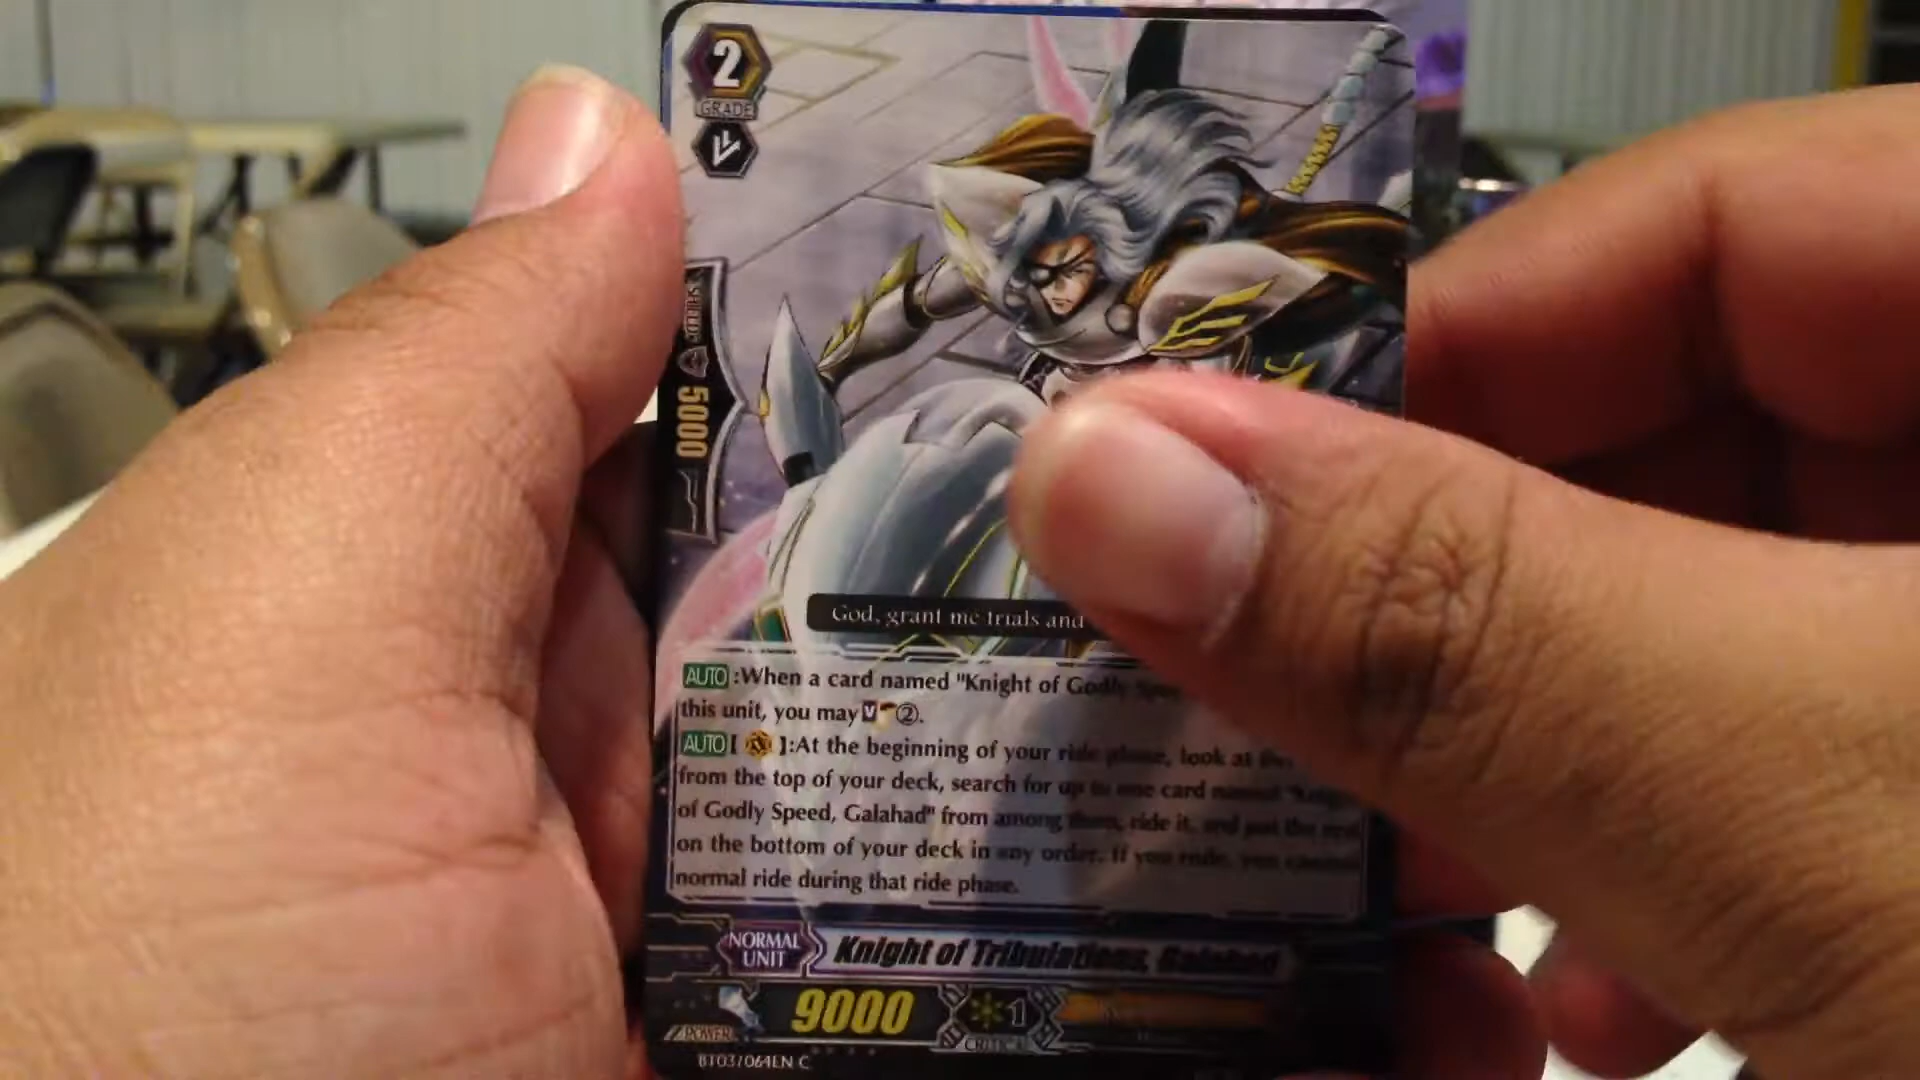 2
GRADE
SHIELD
5000
God, grant me trials and
AUTO :When a card named "Knight of Godly
this unit, you may V ②.
AUTO [ ]:At the beginning of your ride phase, look at
from the top of your deck, search for up to one card named
of Godly Speed, Galahad" from among them, ride it, and put the rest
on the bottom of your deck in any order. If you ride, you cannot
normal ride during that ride phase.
NORMAL
UNIT
Knight of Tribulations, Galahad
9000
1
POWER
CRITICAL
BT03/064EN C